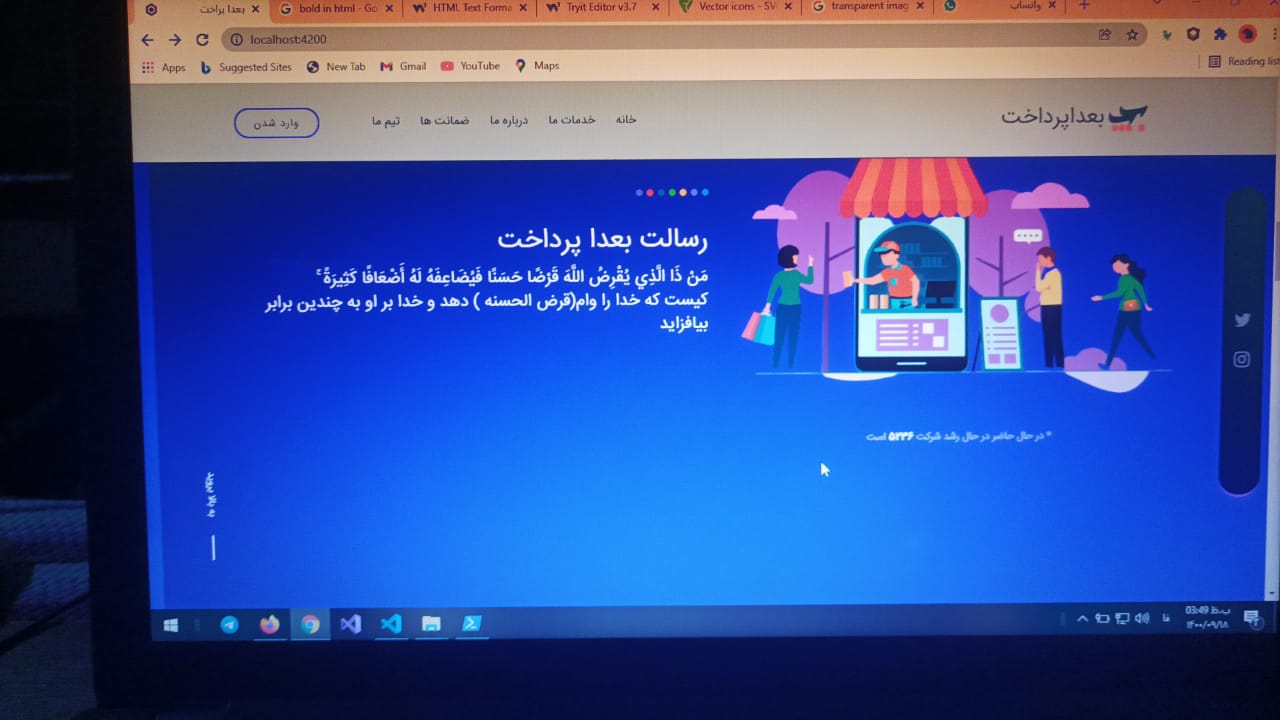 بعدا پراخت
bold in html - Go
HTML Text Forma
Tryit Editor v3.7
Vector icons - SV
transparent imag
واتساپ
localhost:4200
Apps
Suggested Sites
New Tab
Gmail
YouTube
Maps
Reading list
بعداپرداخت
خانه
خدمات ما
درباره ما
ضمانت ها
تیم ما
وارد شدن
رسالت بعدا پرداخت
مَنْ ذَا الَّذِي يُقْرِضُ اللَّهَ قَرْضًا حَسَنًا فَيُضَاعِفَهُ لَهُ أَضْعَافًا كَثِيرَةً ۚ
کیست که خدا را وام(قرض الحسنه ) دهد و خدا بر او به چندین برابر
بیافزاید
* در حال حاضر در حال رشد شرکت ۵۲۳۶ است
فا
03:49 ب.ظ
۱۴۰۰/۰۹/۱۸